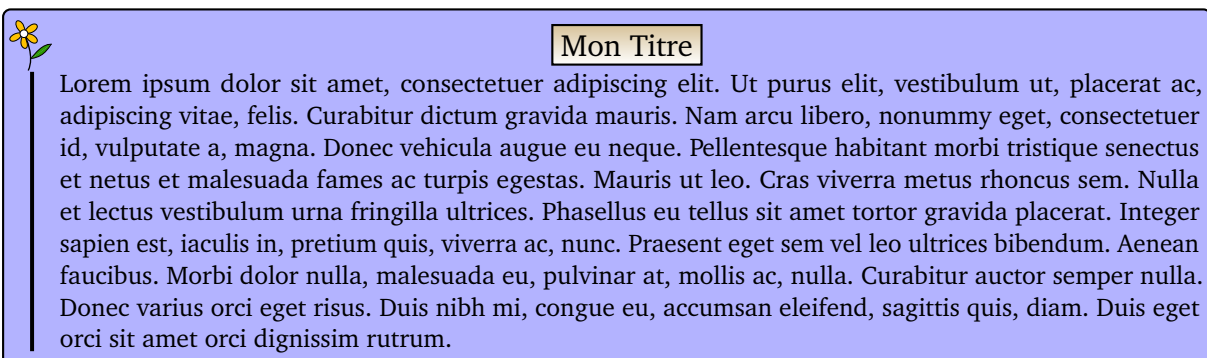 Mon Titre
Lorem ipsum dolor sit amet, consectetuer adipiscing elit. Ut purus elit, vestibulum ut, placerat ac,
adipiscing vitae, felis. Curabitur dictum gravida mauris. Nam arcu libero, nonummy eget, consectetuer
id, vulputate a, magna. Donec vehicula augue eu neque. Pellentesque habitant morbi tristique senectus
et netus et malesuada fames ac turpis egestas. Mauris ut leo. Cras viverra metus rhoncus sem. Nulla
et lectus vestibulum urna fringilla ultrices. Phasellus eu tellus sit amet tortor gravida placerat. Integer
sapien est, iaculis in, pretium quis, viverra ac, nunc. Praesent eget sem vel leo ultrices bibendum. Aenean
faucibus. Morbi dolor nulla, malesuada eu, pulvinar at, mollis ac, nulla. Curabitur auctor semper nulla.
Donec varius orci eget risus. Duis nibh mi, congue eu, accumsan eleifend, sagittis quis, diam. Duis eget
orci sit amet orci dignissim rutrum.